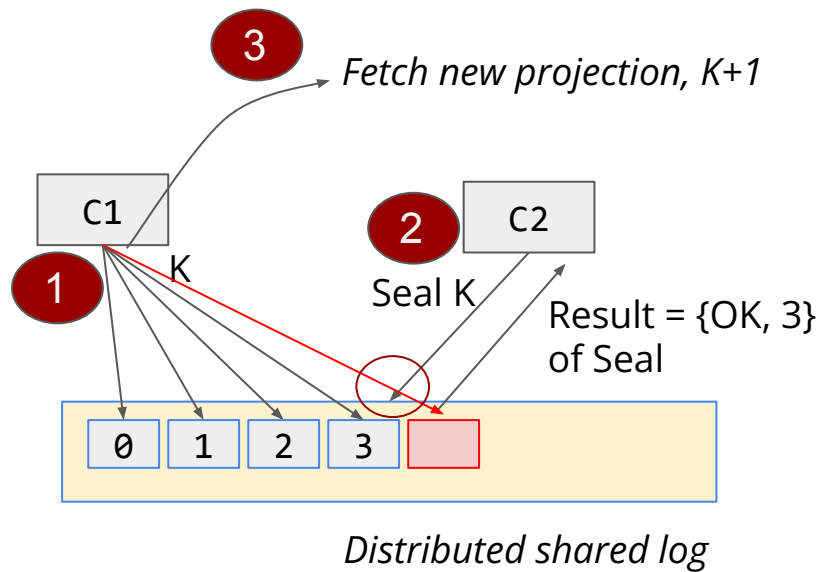 3
Fetch new projection, K+1
C1
2
C2
1
K
Seal K
Result = {OK, 3}
of Seal
0
1
2
3
Distributed shared log